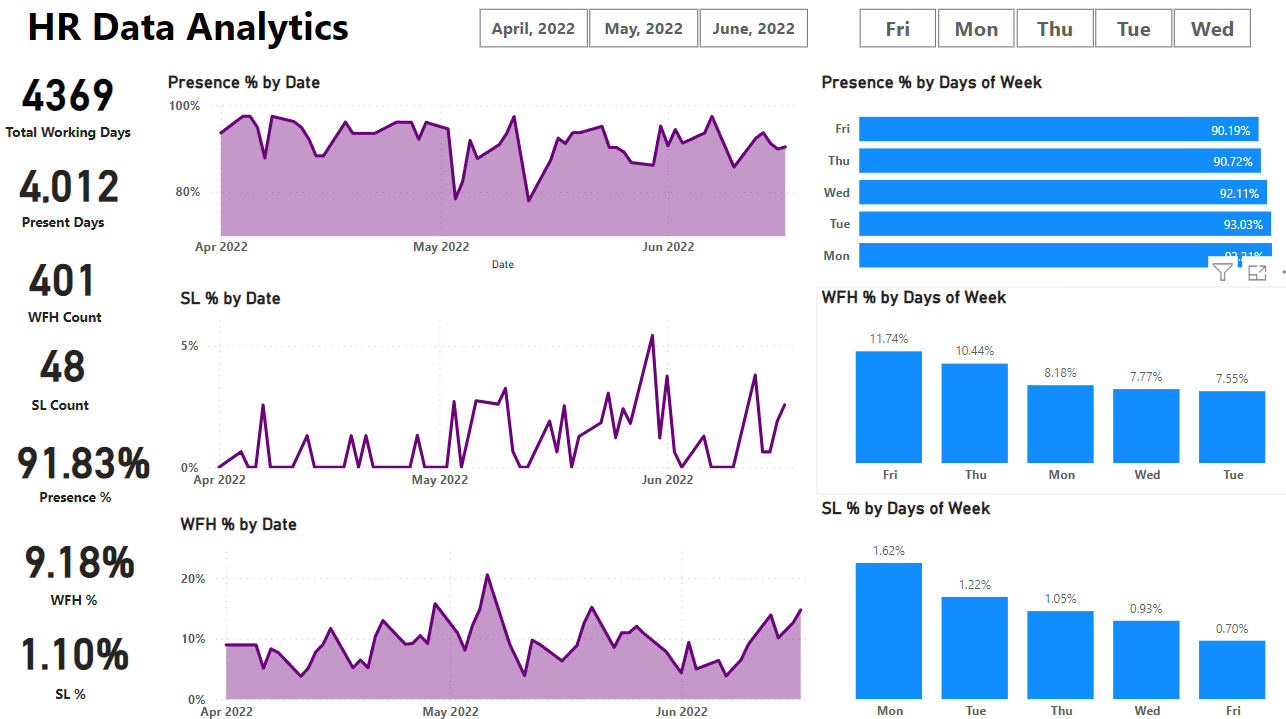 HR Data Analytics
April, 2022 May, 2022 June, 2022
Fri Mon Thu Tue Wed
4369
Total Working Days
4,012
Present Days
401
WFH Count
48
SL Count
91.83%
Presence %
9.18%
WFH %
1.10%
SL %
Presence % by Date
100%
80%
Apr 2022 May 2022 Jun 2022
Date
SL % by Date
5%
0%
Apr 2022 May 2022 Jun 2022
WFH % by Date
20%
10%
0%
Apr 2022 May 2022 Jun 2022
Presence % by Days of Week
Fri 90.19%
Thu 90.72%
Wed 92.11%
Tue 93.03%
Mon
WFH % by Days of Week
11.74% 10.44% 8.18% 7.77% 7.55%
Fri Thu Mon Wed Tue
SL % by Days of Week
1.62% 1.22% 1.05% 0.93% 0.70%
Mon Tue Thu Wed Fri